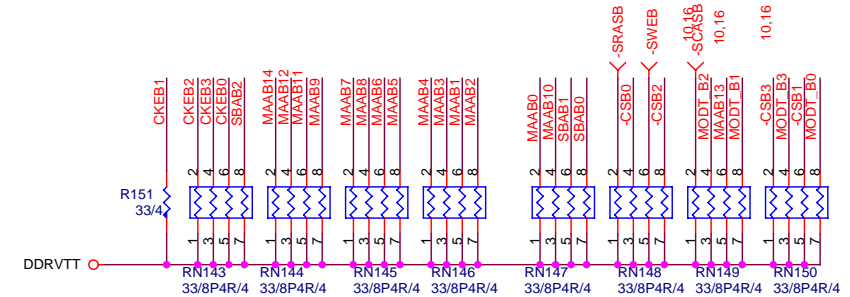 -SRASB
-SWEB
-SCASB
10,16
10,16
10,16
CKEB1
CKEB2
CKEB3
CKEB0
SBAB2
MAAB14
MAAB12
MAAB11
MAAB9
MAAB7
MAAB8
MAAB6
MAAB5
MAAB4
MAAB3
MAAB1
MAAB2
MAAB0
MAAB10
SBAB1
SBAB0
-CSB0
-CSB2
MODT_B2
MAAB13
MODT_B1
-CSB3
MODT_B3
-CSB1
MODT_B0
2 4 6 8 2 4 6 8 2 4 6 8 2 4 6 8 2 4 6 8 2 4 6 8 2 4 6 8 2 4 6 8
R151
33/4
1 3 5 7 1 3 5 7 1 3 5 7 1 3 5 7 1 3 5 7 1 3 5 7 1 3 5 7 1 3 5 7
DDRVTT
RN143 RN144 RN145 RN146 RN147 RN148 RN149 RN150
33/8P4R/4 33/8P4R/4 33/8P4R/4 33/8P4R/4 33/8P4R/4 33/8P4R/4 33/8P4R/4 33/8P4R/4